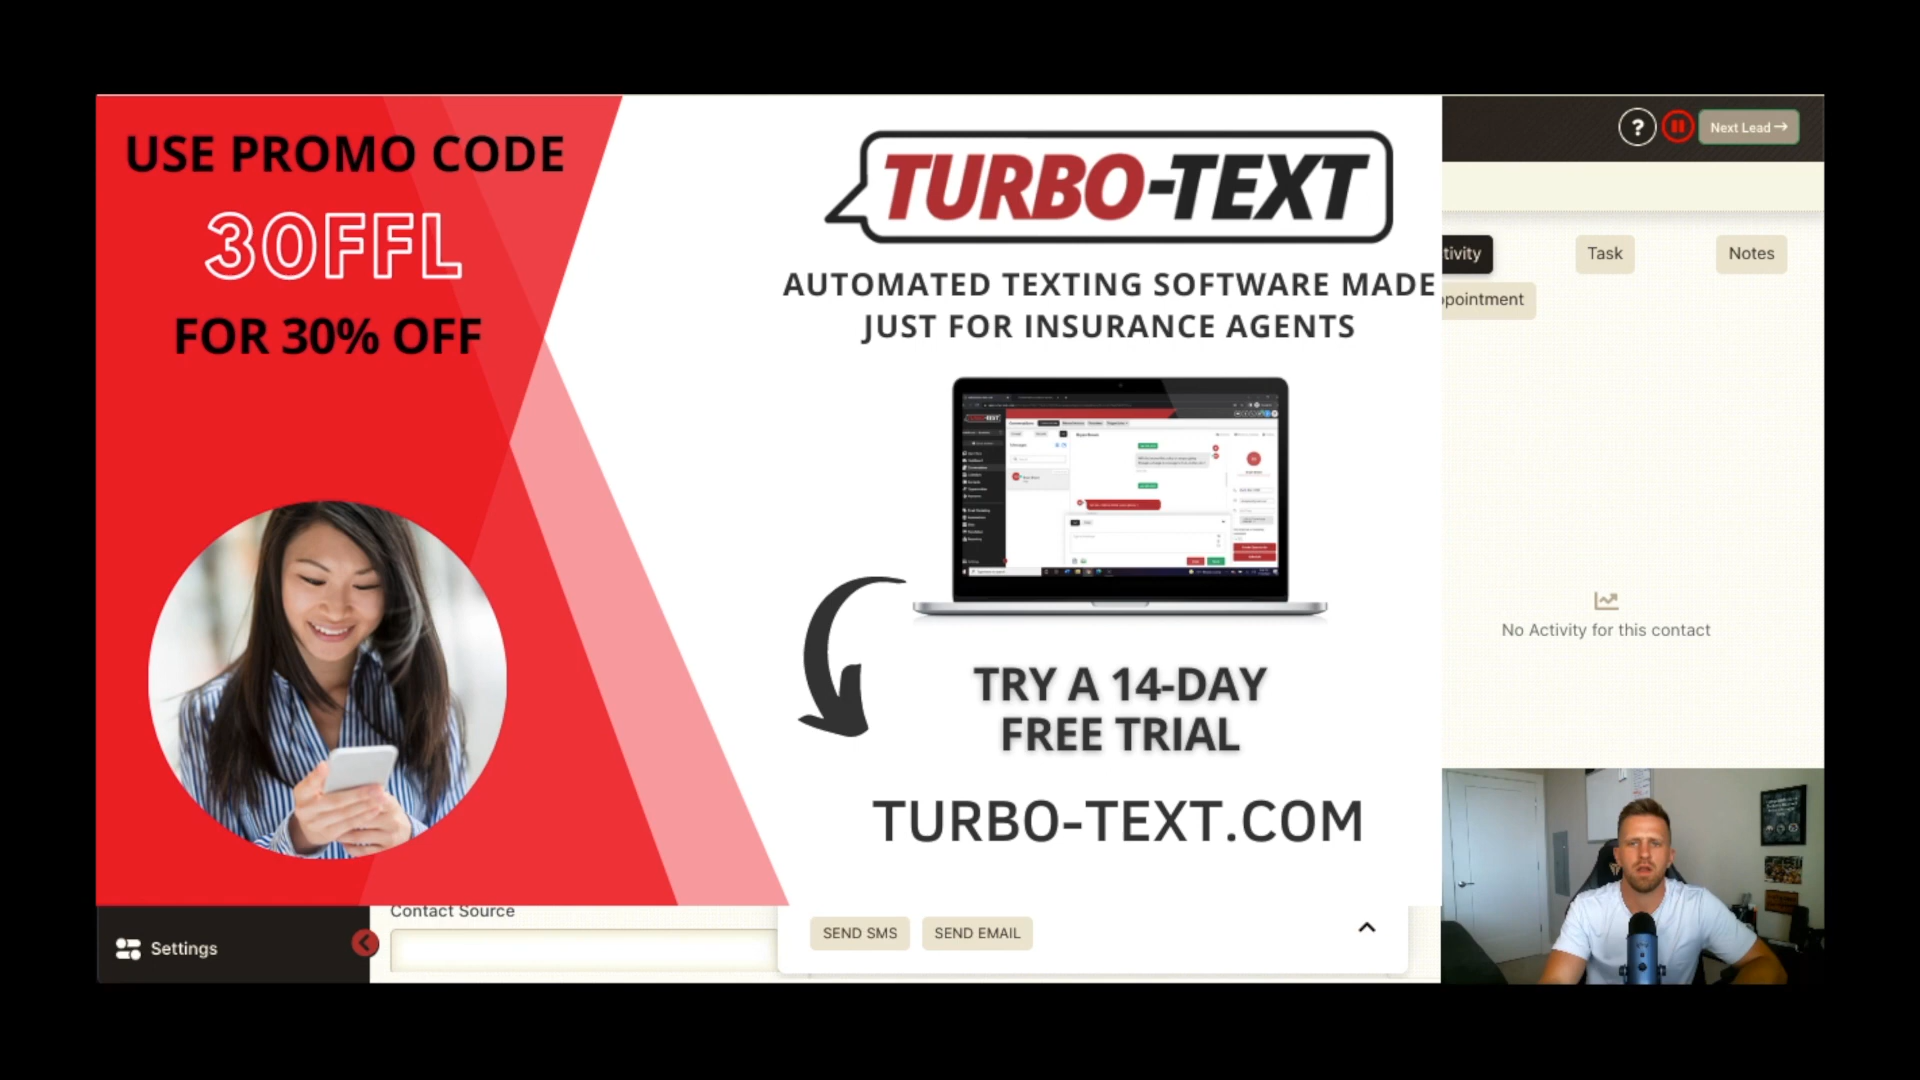 USE PROMO CODE
30FFL
FOR 30% OFF
TURBO-TEXT
AUTOMATED TEXTING SOFTWARE MADE
JUST FOR INSURANCE AGENTS
TRY A 14-DAY
FREE TRIAL
TURBO-TEXT.COM
? Next Lead →
tivity
Task
Notes
ppointment
No Activity for this contact
Contact Source
Settings
SEND SMS
SEND EMAIL